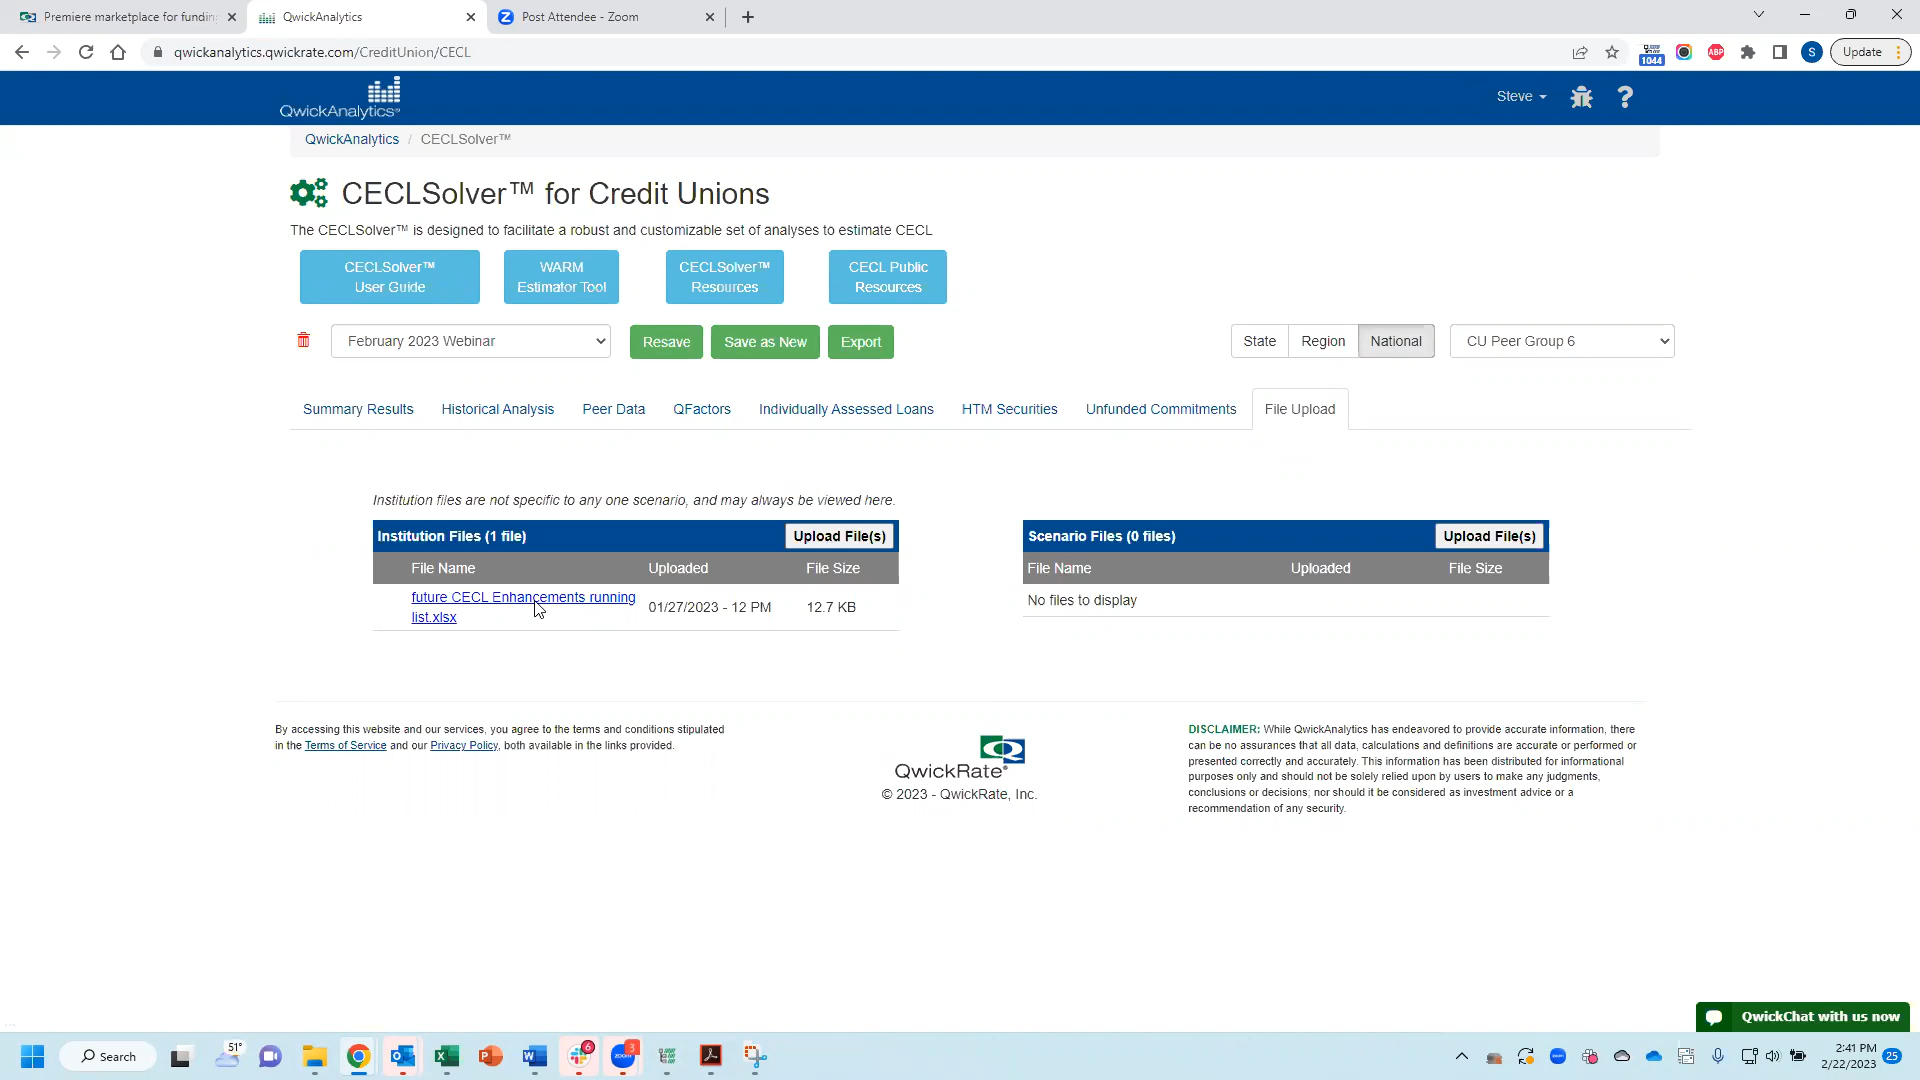 Premiere marketplace for fundin
QwickAnalytics
Post Attendee - Zoom
qwickanalytics.qwickrate.com/CreditUnion/CECL
1044
ABP
S
Update
QwickAnalytics
Steve
?
QwickAnalytics / CECLSolver™
CECLSolver™ for Credit Unions
The CECLSolver™ is designed to facilitate a robust and customizable set of analyses to estimate CECL
CECLSolver™
User Guide
WARM
Estimator Tool
CECLSolver™
Resources
CECL Public
Resources
February 2023 Webinar
Resave
Save as New
Export
State
Region
National
CU Peer Group 6
Summary Results
Historical Analysis
Peer Data
QFactors
Individually Assessed Loans
HTM Securities
Unfunded Commitments
File Upload
Institution files are not specific to any one scenario, and may always be viewed here.
Institution Files (1 file)
Upload File(s)
File Name
Uploaded
File Size
future CECL Enhancements running
list.xlsx
01/27/2023 - 12 PM
12.7 KB
Scenario Files (0 files)
Upload File(s)
File Name
Uploaded
File Size
No files to display
By accessing this website and our services, you agree to the terms and conditions stipulated
in the Terms of Service and our Privacy Policy, both available in the links provided.
QwickRate®
© 2023 - QwickRate, Inc.
DISCLAIMER: While QwickAnalytics has endeavored to provide accurate information, there
can be no assurances that all data, calculations and definitions are accurate or performed or
presented correctly and accurately. This information has been distributed for informational
purposes only and should not be solely relied upon by users to make any judgments,
conclusions or decisions; nor should it be considered as investment advice or a
recommendation of any security.
QwickChat with us now
Search
51°
6
3
2:41 PM
2/22/2023
25